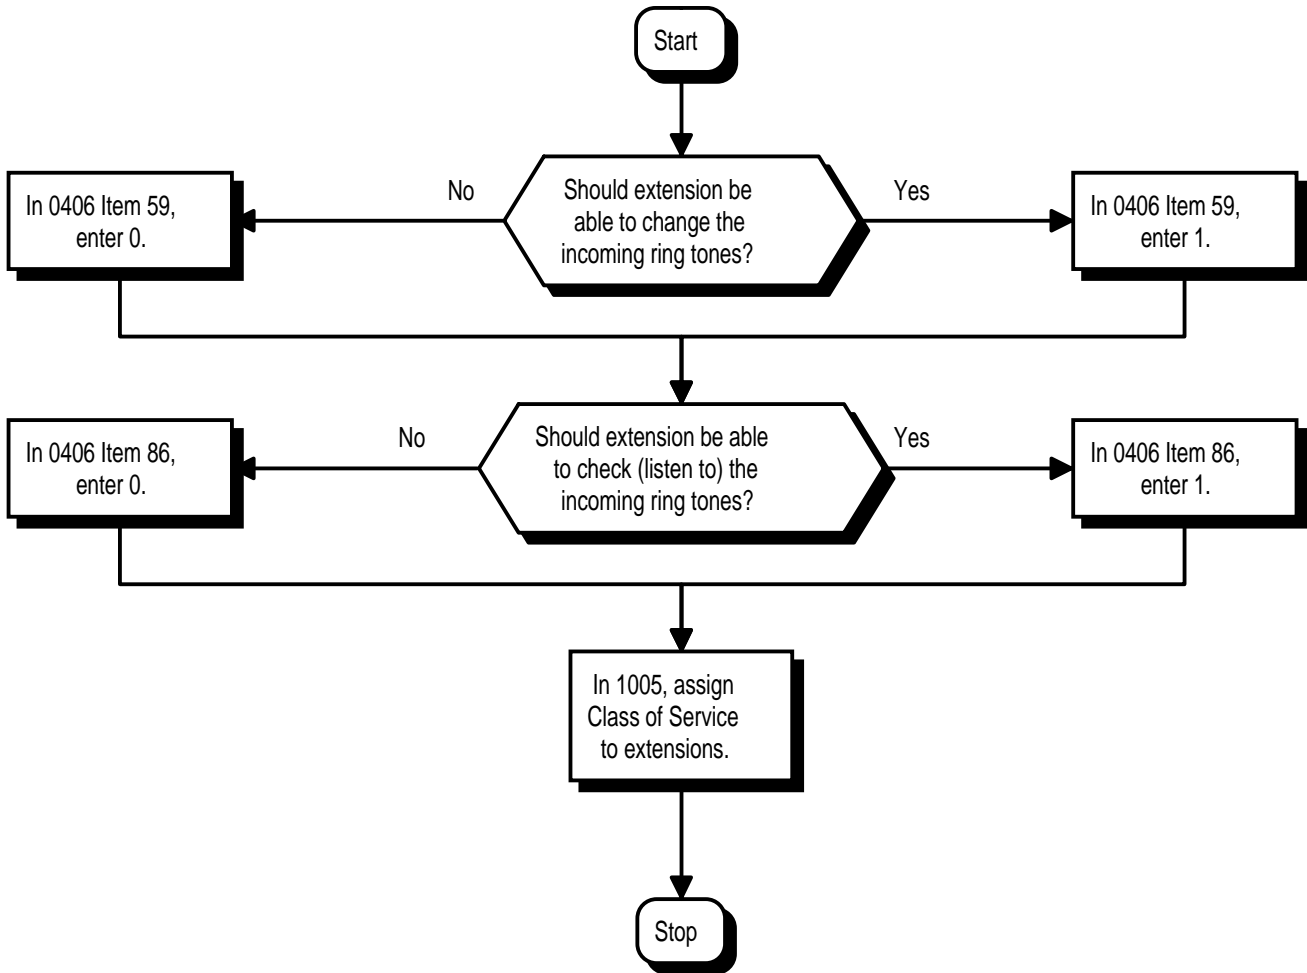 Start
No
Should extension be
able to change the
incoming ring tones?
Yes
In 0406 Item 59,
enter 0.
In 0406 Item 59,
enter 1.
No
Should extension be able
to check (listen to) the
incoming ring tones?
Yes
In 0406 Item 86,
enter 0.
In 0406 Item 86,
enter 1.
In 1005, assign
Class of Service
to extensions.
Stop